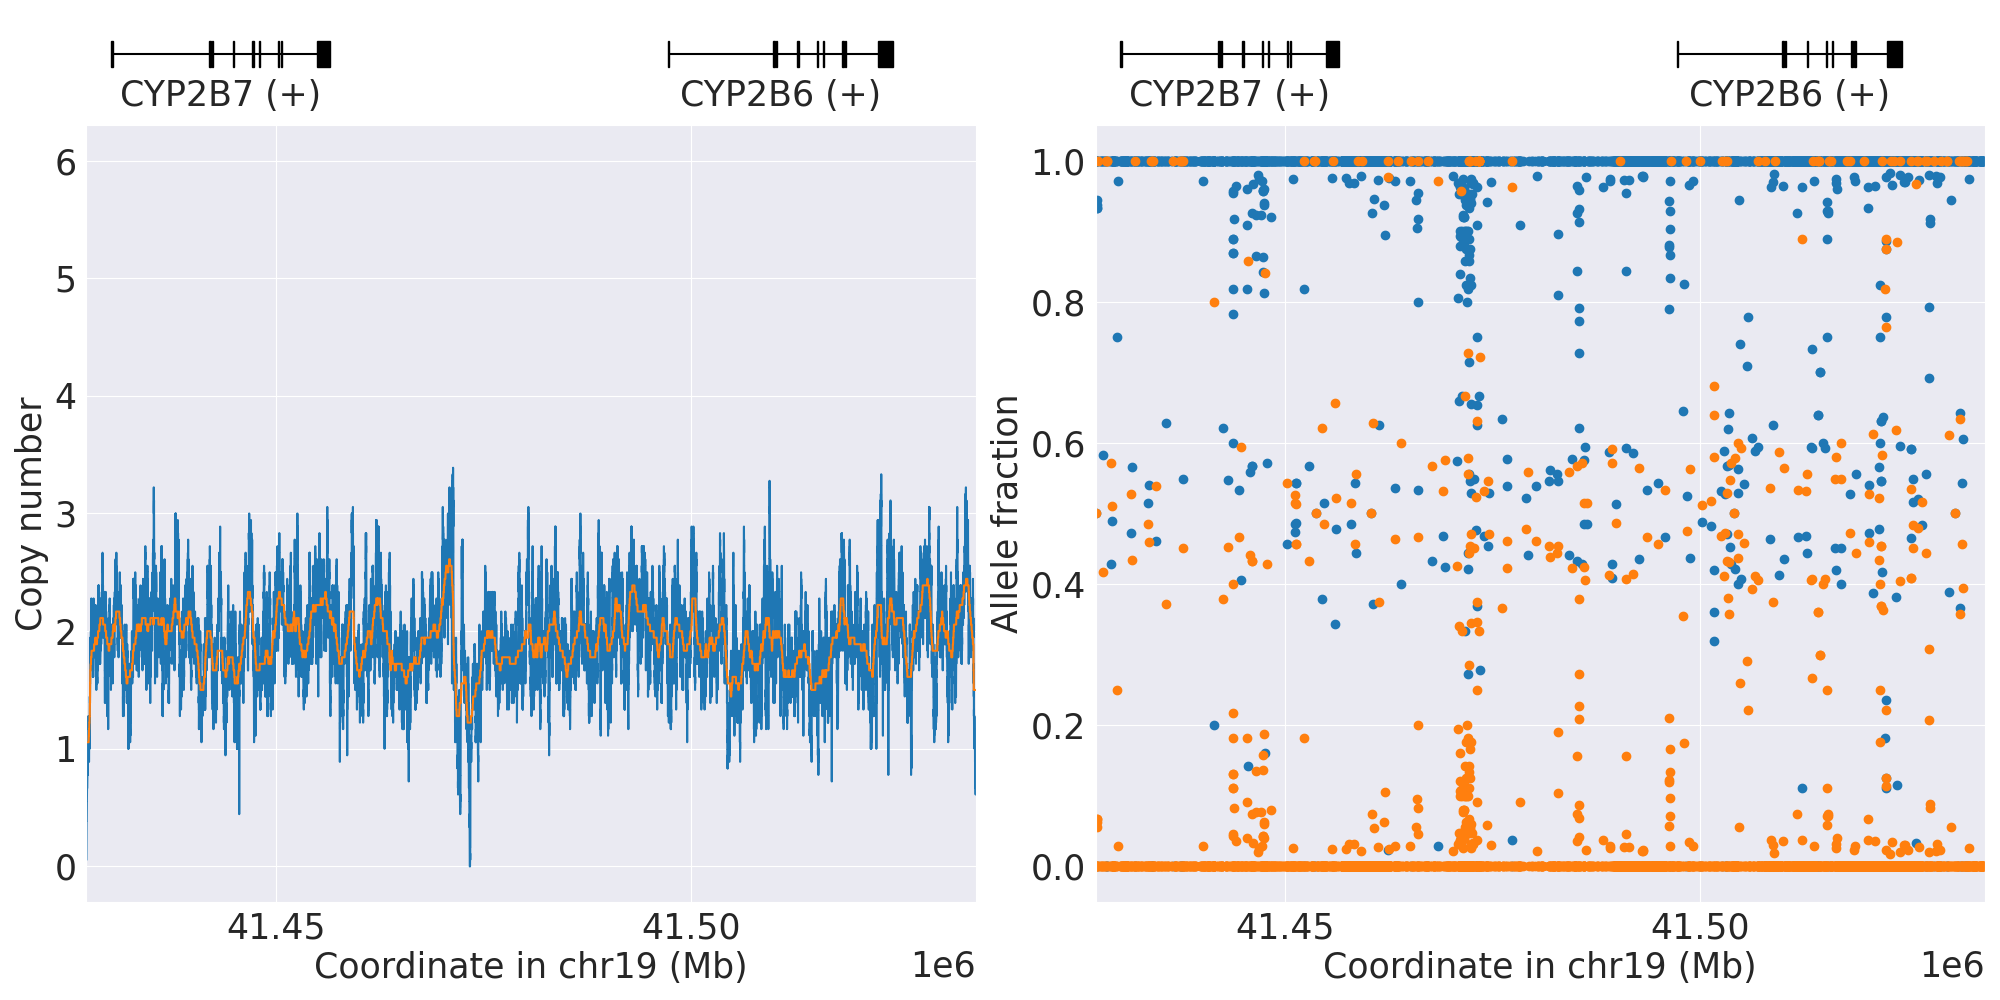 CYP2B7 (+)
CYP2B6 (+)
Copy number
6
5
4
3
2
1
0
41.45
41.50
Coordinate in chr19 (Mb)
1e6
CYP2B7 (+)
CYP2B6 (+)
Allele fraction
1.0
0.8
0.6
0.4
0.2
0.0
41.45
41.50
Coordinate in chr19 (Mb)
1e6